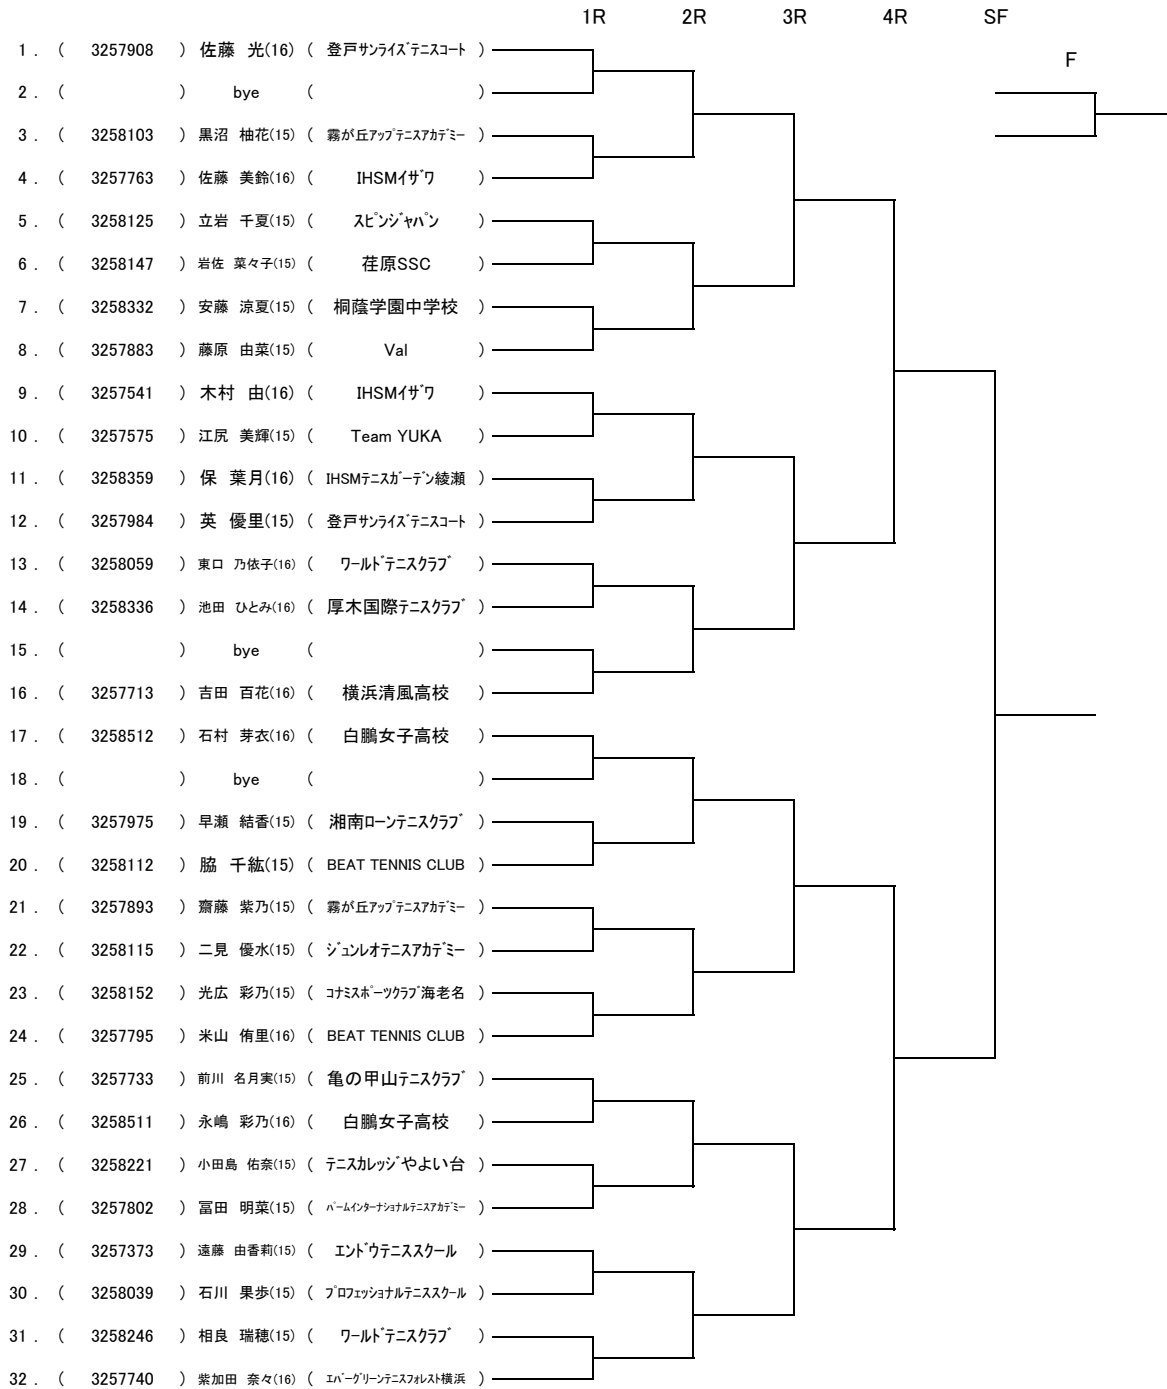 1R 2R 3R 4R SF
F
1 . ( 3257908 ) 佐藤 光(16) ( 登戸ｻﾝﾗｲｽﾞﾃﾆｽｺｰﾄ )
2 . ( ) bye ( )
3 . ( 3258103 ) 黒沼 柚花(15) ( 霧が丘ｱｯﾌﾟﾃﾆｽｱｶﾃﾞﾐｰ )
4 . ( 3257763 ) 佐藤 美鈴(16) ( IHSMｲｻﾞﾜ )
5 . ( 3258125 ) 立岩 千夏(15) ( ｽﾋﾟﾝｼﾞｬﾊﾟﾝ )
6 . ( 3258147 ) 岩佐 菜々子(15) ( 荏原SSC )
7 . ( 3258332 ) 安藤 涼夏(15) ( 桐蔭学園中学校 )
8 . ( 3257883 ) 藤原 由菜(15) ( Val )
9 . ( 3257541 ) 木村 由(16) ( IHSMｲｻﾞﾜ )
10 . ( 3257575 ) 江尻 美輝(15) ( Team YUKA )
11 . ( 3258359 ) 保 葉月(16) ( IHSMﾃﾆｽｶﾞｰﾃﾞﾝ綾瀬 )
12 . ( 3257984 ) 英 優里(15) ( 登戸ｻﾝﾗｲｽﾞﾃﾆｽｺｰﾄ )
13 . ( 3258059 ) 東口 乃依子(16) ( ﾜｰﾙﾄﾞﾃﾆｽｸﾗﾌﾞ )
14 . ( 3258336 ) 池田 ひとみ(16) ( 厚木国際ﾃﾆｽｸﾗﾌﾞ )
15 . ( ) bye ( )
16 . ( 3257713 ) 吉田 百花(16) ( 横浜清風高校 )
17 . ( 3258512 ) 石村 芽衣(16) ( 白鵬女子高校 )
18 . ( ) bye ( )
19 . ( 3257975 ) 早瀬 結香(15) ( 湘南ﾛｰﾝﾃﾆｽｸﾗﾌﾞ )
20 . ( 3258112 ) 脇 千紘(15) ( BEAT TENNIS CLUB )
21 . ( 3257893 ) 齋藤 紫乃(15) ( 霧が丘ｱｯﾌﾟﾃﾆｽｱｶﾃﾞﾐｰ )
22 . ( 3258115 ) 二見 優水(15) ( ｼﾞｭﾝﾚｵﾃﾆｽｱｶﾃﾞﾐｰ )
23 . ( 3258152 ) 光広 彩乃(15) ( ｺﾅﾐｽﾎﾟｰﾂｸﾗﾌﾞ海老名 )
24 . ( 3257795 ) 米山 侑里(16) ( BEAT TENNIS CLUB )
25 . ( 3257733 ) 前川 名月実(15) ( 亀の甲山ﾃﾆｽｸﾗﾌﾞ )
26 . ( 3258511 ) 永嶋 彩乃(16) ( 白鵬女子高校 )
27 . ( 3258221 ) 小田島 佑奈(15) ( ﾃﾆｽｶﾚｯｼﾞやよい台 )
28 . ( 3257802 ) 冨田 明菜(15) ( ﾊﾟｰﾑｲﾝﾀｰﾅｼｮﾅﾙﾃﾆｽｱｶﾃﾞﾐｰ )
29 . ( 3257373 ) 遠藤 由香莉(15) ( ｴﾝﾄﾞｳﾃﾆｽｽｸｰﾙ )
30 . ( 3258039 ) 石川 果歩(15) ( ﾌﾟﾛﾌｪｯｼｮﾅﾙﾃﾆｽｽｸｰﾙ )
31 . ( 3258246 ) 相良 瑞穂(15) ( ﾜｰﾙﾄﾞﾃﾆｽｸﾗﾌﾞ )
32 . ( 3257740 ) 紫加田 奈々(16) ( ｴﾊﾞｰｸﾞﾘｰﾝﾃﾆｽﾌｫﾚｽﾄ横浜 )